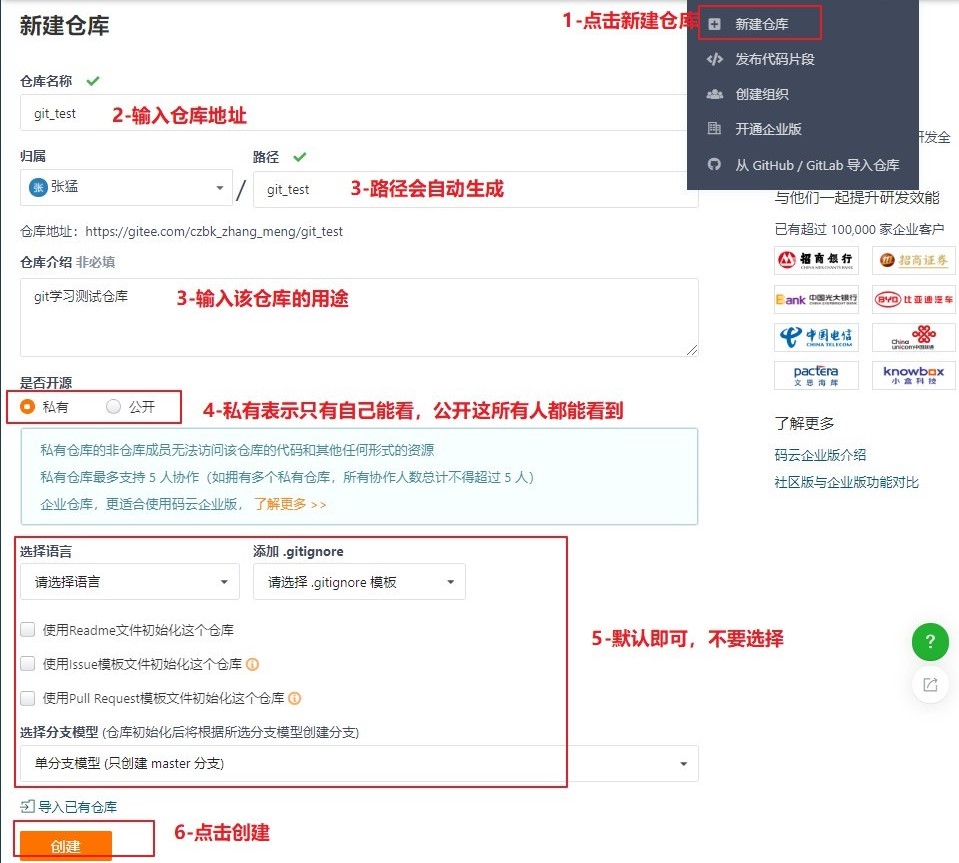 新建仓库
1-点击新建仓库
新建仓库
发布代码片段
创建组织
开通企业版
从 GitHub / GitLab 导入仓库
仓库名称
git_test
2-输入仓库地址
归属
路径
张
张猛
/
git_test
3-路径会自动生成
仓库地址：https://gitee.com/czbk_zhang_meng/git_test
仓库介绍 非必填
git学习测试仓库
3-输入该仓库的用途
是否开源
私有
公开
4-私有表示只有自己能看，公开这所有人都能看到
私有仓库的非仓库成员无法访问该仓库的代码和其他任何形式的资源
私有仓库最多支持 5 人协作（如拥有多个私有仓库，所有协作人数总计不得超过 5 人）
企业仓库，更适合使用码云企业版， 了解更多 >>
选择语言
添加 .gitignore
请选择语言
请选择 .gitignore 模板
使用Readme文件初始化这个仓库
使用Issue模板文件初始化这个仓库
使用Pull Request模板文件初始化这个仓库
5-默认即可，不要选择
选择分支模型 (仓库初始化后将根据所选分支模型创建分支)
单分支模型 (只创建 master 分支)
导入已有仓库
创建
6-点击创建
研发全
与他们一起提升研发效能
已有超过 100,000 家企业客户
招商银行
CHINA MERCHANTS BANK
招商证券
Bank 中国光大银行
CHINA EVERBRIGHT BANK
BYD 比亚迪汽车
中国电信
CHINA TELECOM
China
unicom中国联通
pactera
文思海辉
knowbox
小盒科技
了解更多
码云企业版介绍
社区版与企业版功能对比
?